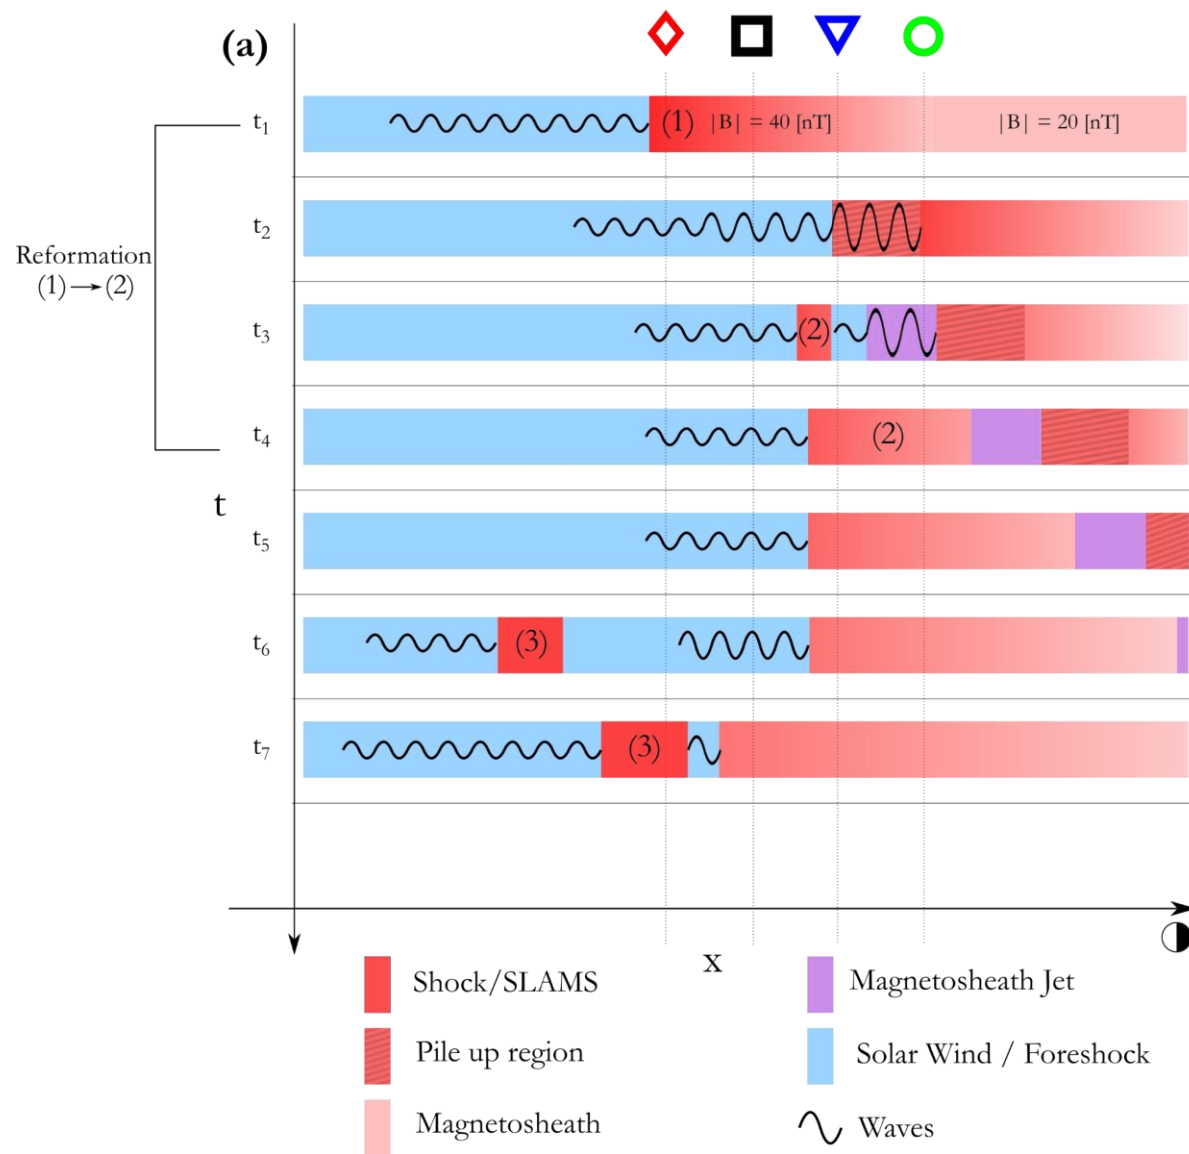 (a)
t₁
(1) |B| = 40 [nT] |B| = 20 [nT]
t₂
Reformation
(1)→(2)
t₃
(2)
t₄
(2)
t
t₅
t₆
(3)
t₇
(3)
x
Shock/SLAMS
Magnetosheath Jet
Pile up region
Solar Wind / Foreshock
Magnetosheath
Waves